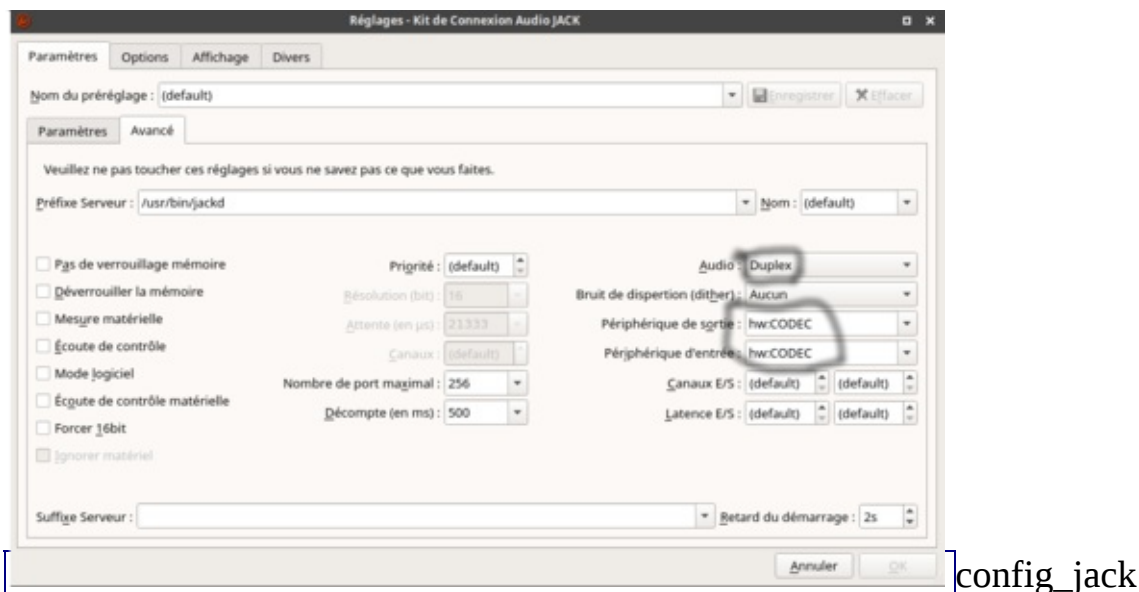 Réglages - Kit de Connexion Audio JACK
Paramètres Options Affichage Divers
Nom du préréglage : (default) Enregistrer Effacer
Paramètres Avancé
Veuillez ne pas toucher ces réglages si vous ne savez pas ce que vous faites.
Préfixe Serveur : /usr/bin/jackd Nom : (default)
Pas de verrouillage mémoire Priorité : (default) Audio : Duplex
Déverrouiller la mémoire Résolution (bit) : 16 Bruit de dispertion (dither) : Aucun
Mesure matérielle Attente (en µs) : 21333 Périphérique de sortie : hw:CODEC
Écoute de contrôle Canaux : (default) Périphérique d'entrée : hw:CODEC
Mode logiciel Nombre de port maximal : 256 Canaux E/S : (default) (default)
Écoute de contrôle matérielle Décompte (en ms) : 500 Latence E/S : (default) (default)
Forcer 16bit
Ignorer matériel
Suffixe Serveur : Retard du démarrage : 2s
Annuler OK
config_jack